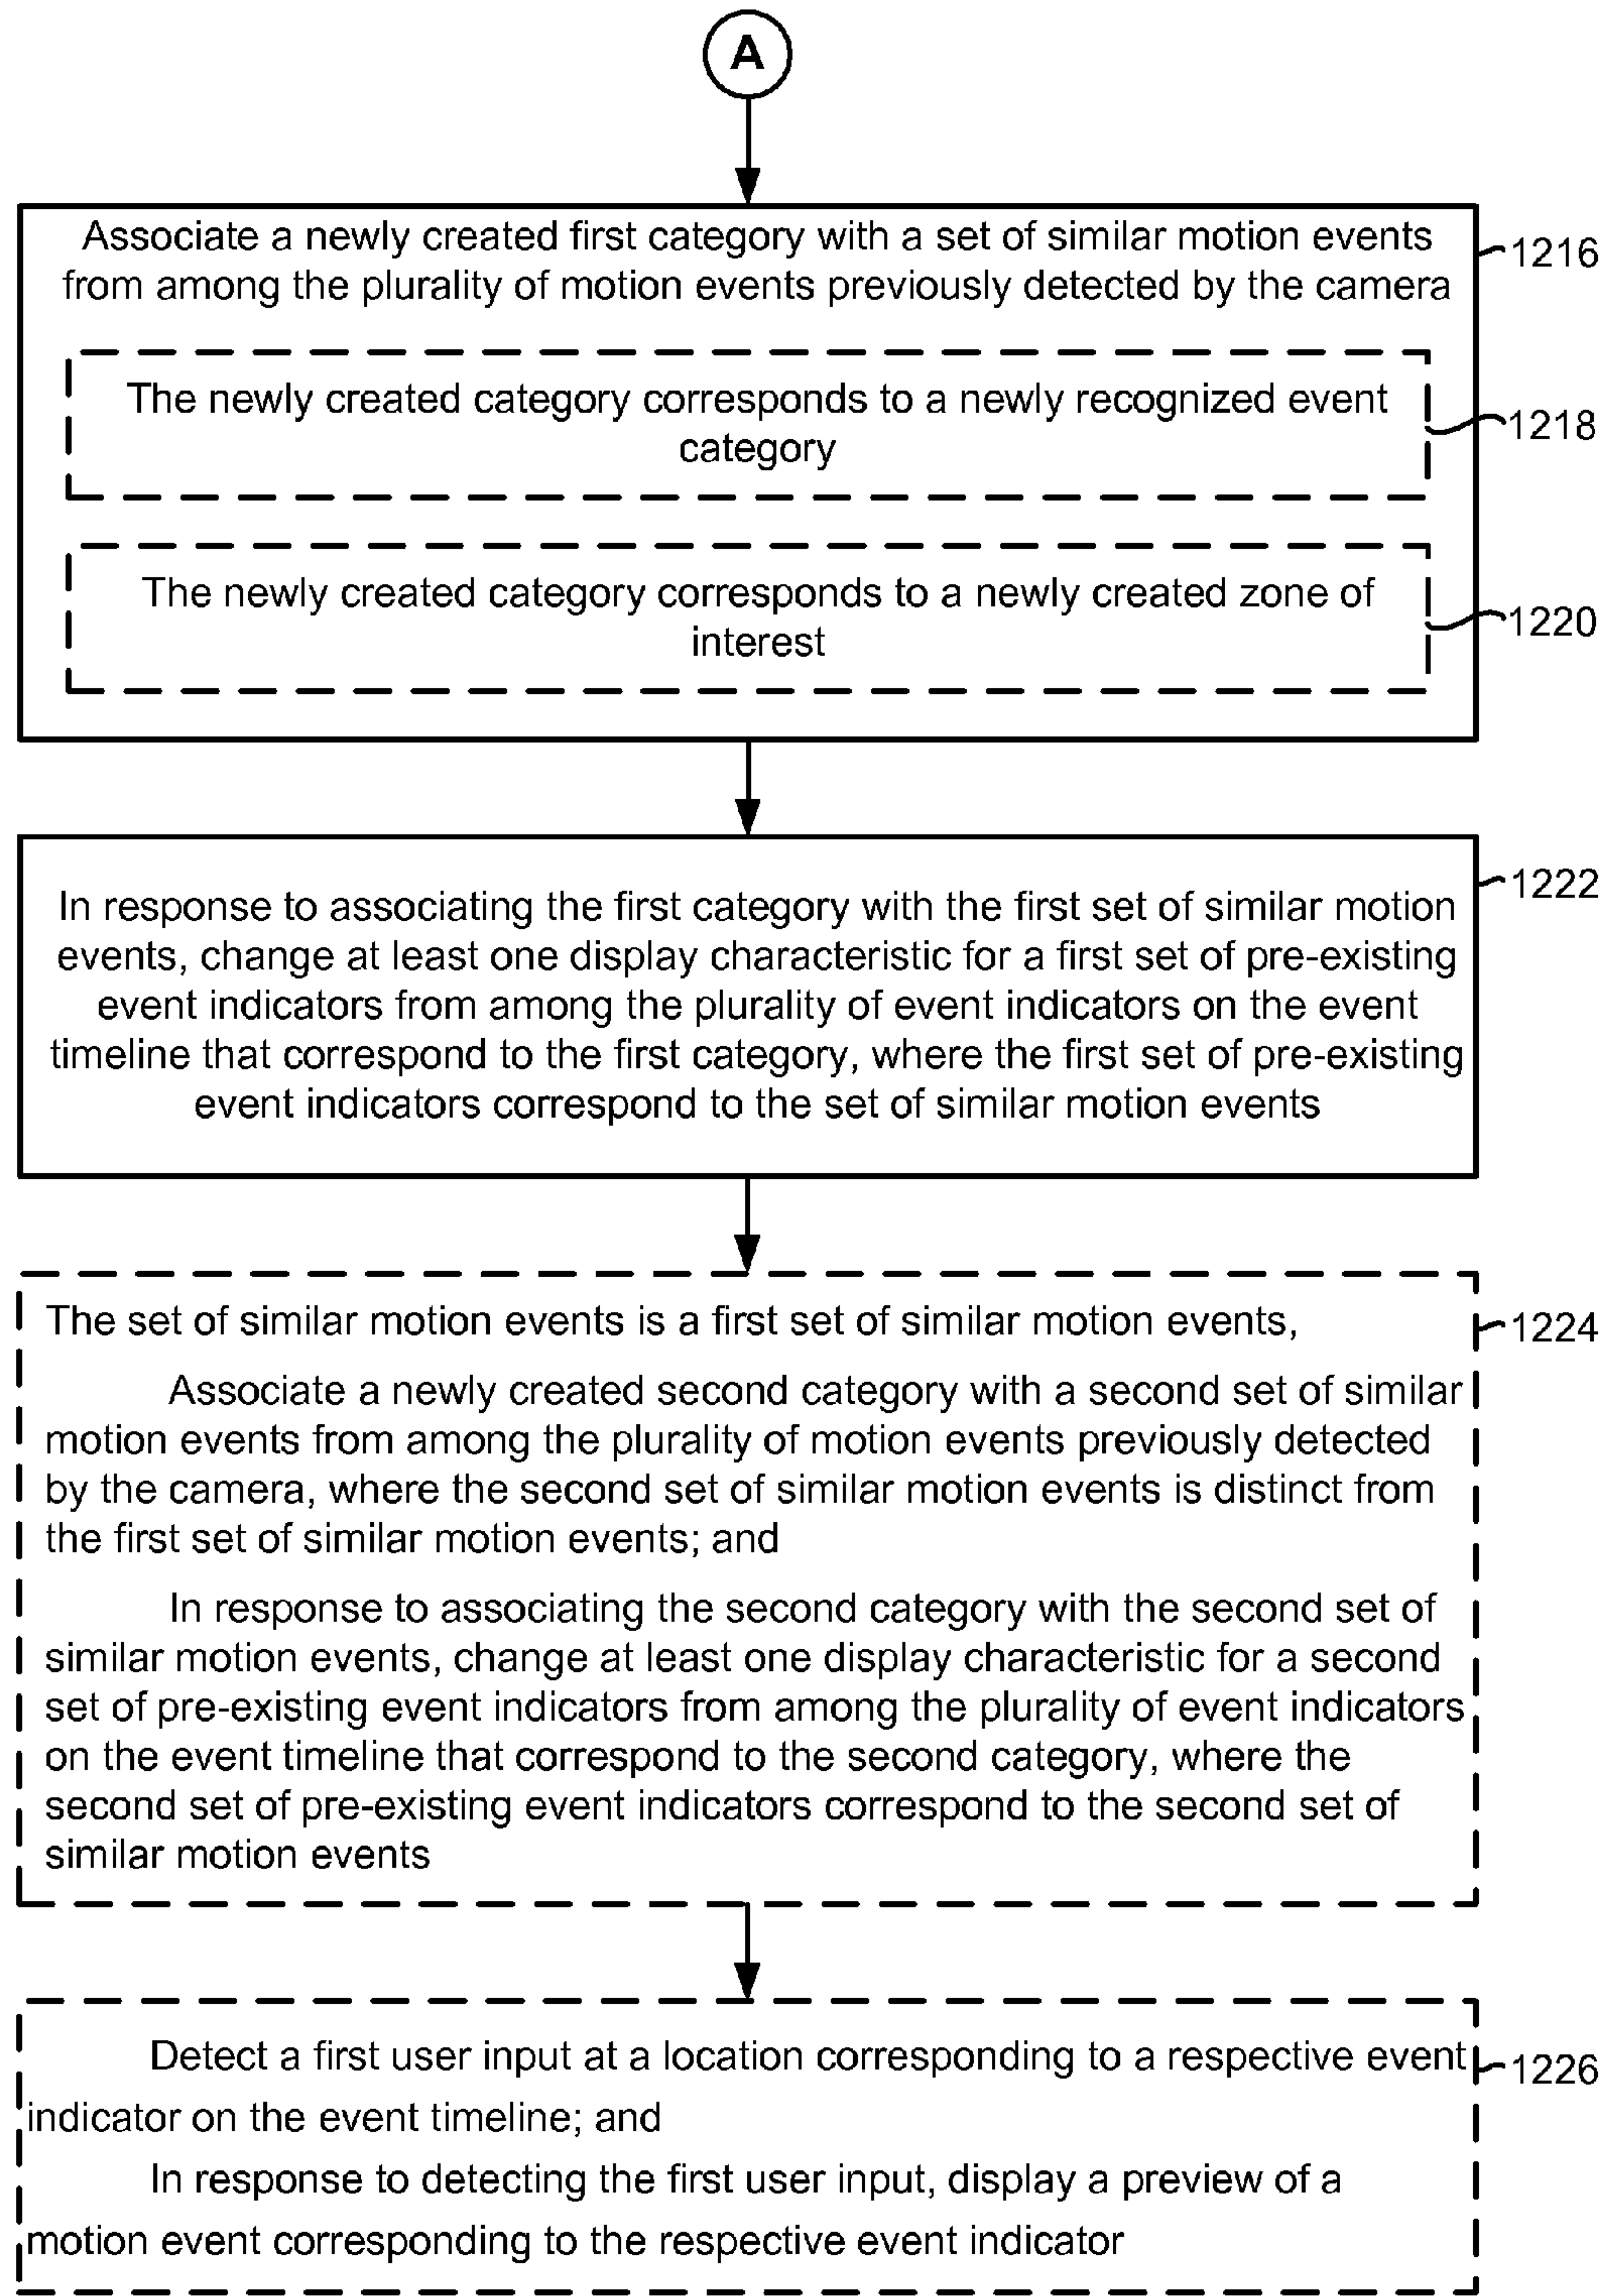 A
Associate a newly created first category with a set of similar motion events
from among the plurality of motion events previously detected by the camera
1216
The newly created category corresponds to a newly recognized event
category
1218
The newly created category corresponds to a newly created zone of
interest
1220
In response to associating the first category with the first set of similar motion
events, change at least one display characteristic for a first set of pre-existing
event indicators from among the plurality of event indicators on the event
timeline that correspond to the first category, where the first set of pre-existing
event indicators correspond to the set of similar motion events
1222
The set of similar motion events is a first set of similar motion events,
Associate a newly created second category with a second set of similar
motion events from among the plurality of motion events previously detected
by the camera, where the second set of similar motion events is distinct from
the first set of similar motion events; and
In response to associating the second category with the second set of
similar motion events, change at least one display characteristic for a second
set of pre-existing event indicators from among the plurality of event indicators
on the event timeline that correspond to the second category, where the
second set of pre-existing event indicators correspond to the second set of
similar motion events
1224
Detect a first user input at a location corresponding to a respective event
indicator on the event timeline; and
In response to detecting the first user input, display a preview of a
motion event corresponding to the respective event indicator
1226